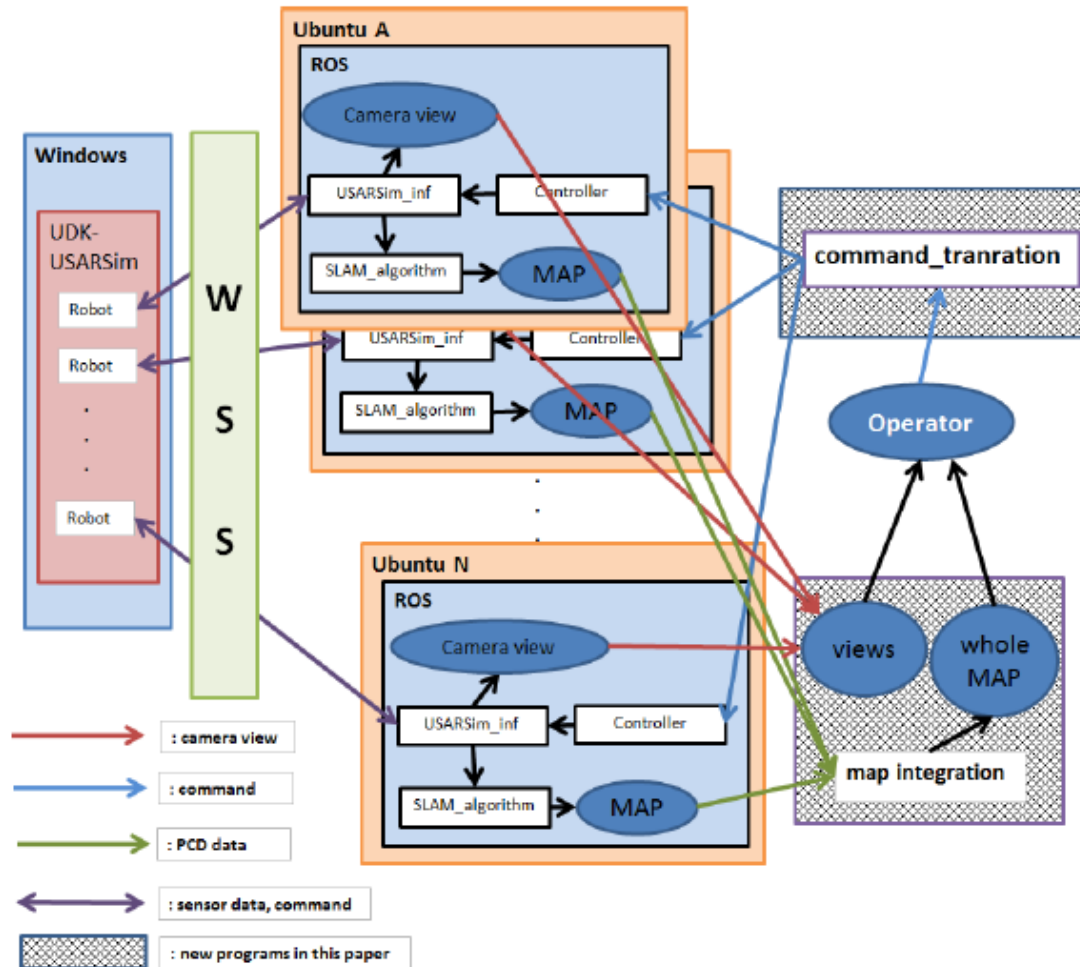 Ubuntu A
ROS
Camera view
USARSim_inf
Controller
SLAM_algorithm
MAP
USARSim_inf
Controller
SLAM_algorithm
MAP
Windows
UDK-
USARSim
Robot
Robot
Robot
W
S
S
command_tranration
Operator
Ubuntu N
ROS
Camera view
USARSim_inf
Controller
SLAM_algorithm
MAP
views
whole
MAP
map integration
: camera view
: command
: PCD data
: sensor data, command
: new programs in this paper